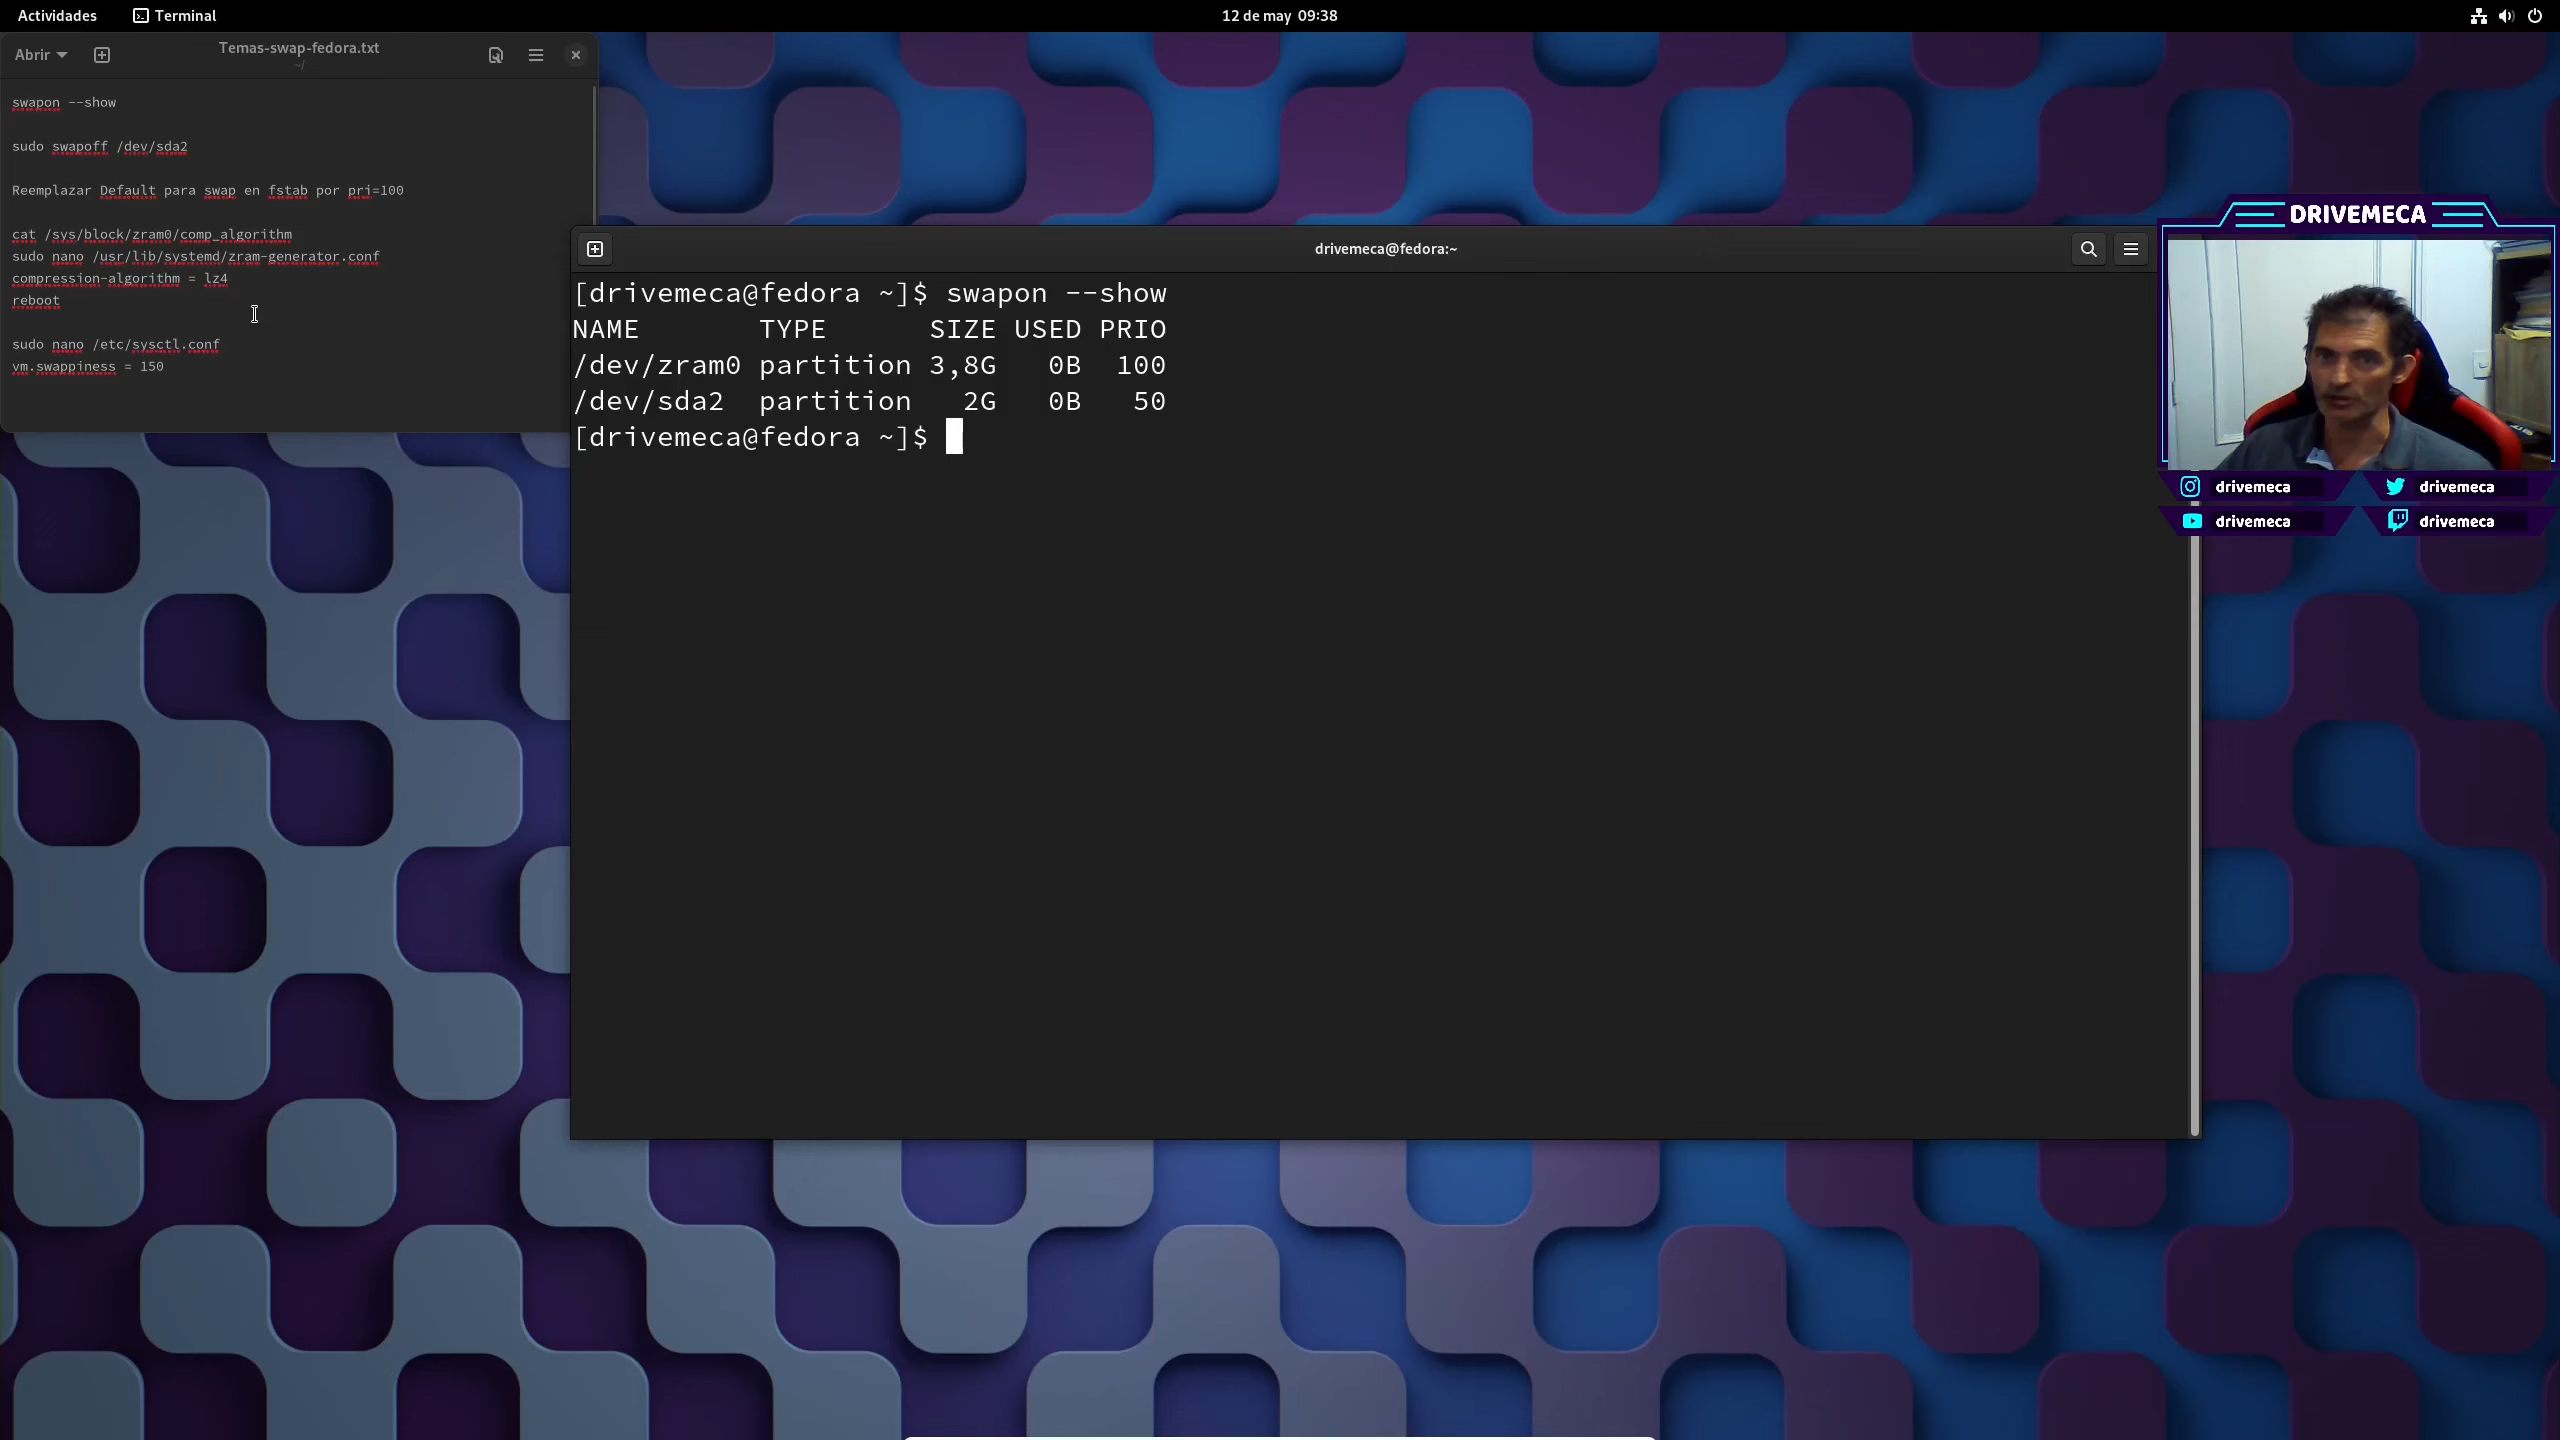 Actividades
Terminal
12 de may 09:38
Abrir
Temas-swap-fedora.txt
~/
swapon --show
sudo swapoff /dev/sda2
Reemplazar Default para swap en fstab por pri=100
cat /sys/block/zram0/comp_algorithm
sudo nano /usr/lib/systemd/zram-generator.conf
compression-algorithm = lz4
reboot
sudo nano /etc/sysctl.conf
vm.swappiness = 150
drivemeca@fedora:~
[drivemeca@fedora ~]$ swapon --show
NAME TYPE SIZE USED PRIO
/dev/zram0 partition 3,8G 0B 100
/dev/sda2 partition 2G 0B 50
[drivemeca@fedora ~]$
DRIVEMECA
drivemeca drivemeca
drivemeca drivemeca